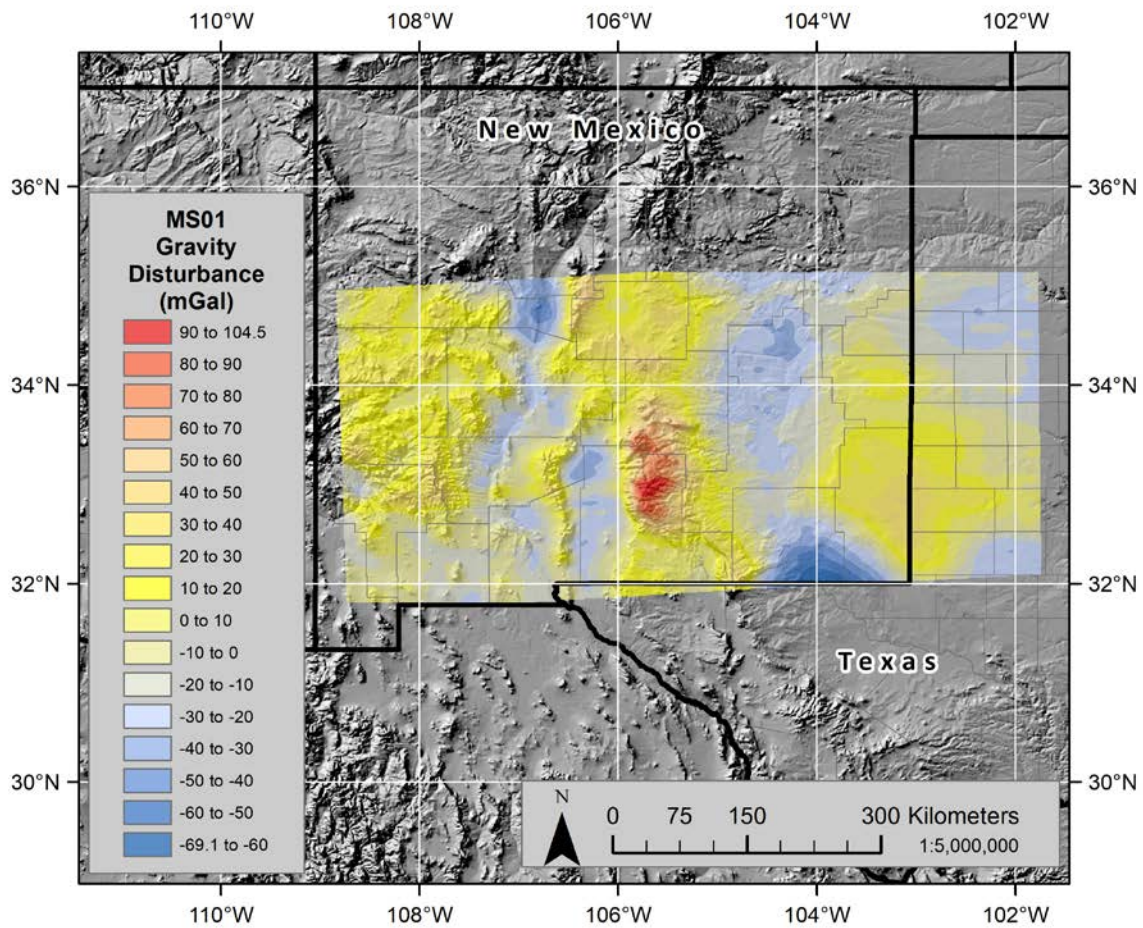 110°W 108°W 106°W 104°W 102°W
New Mexico
36°N 36°N
MS01
Gravity
Disturbance
(mGal)
90 to 104.5
80 to 90
70 to 80
60 to 70
50 to 60
40 to 50
30 to 40
20 to 30
10 to 20
0 to 10
-10 to 0
-20 to -10
-30 to -20
-40 to -30
-50 to -40
-60 to -50
-69.1 to -60
34°N 34°N
32°N 32°N
Texas
30°N 30°N
N
0 75 150 300 Kilometers
1:5,000,000
110°W 108°W 106°W 104°W 102°W